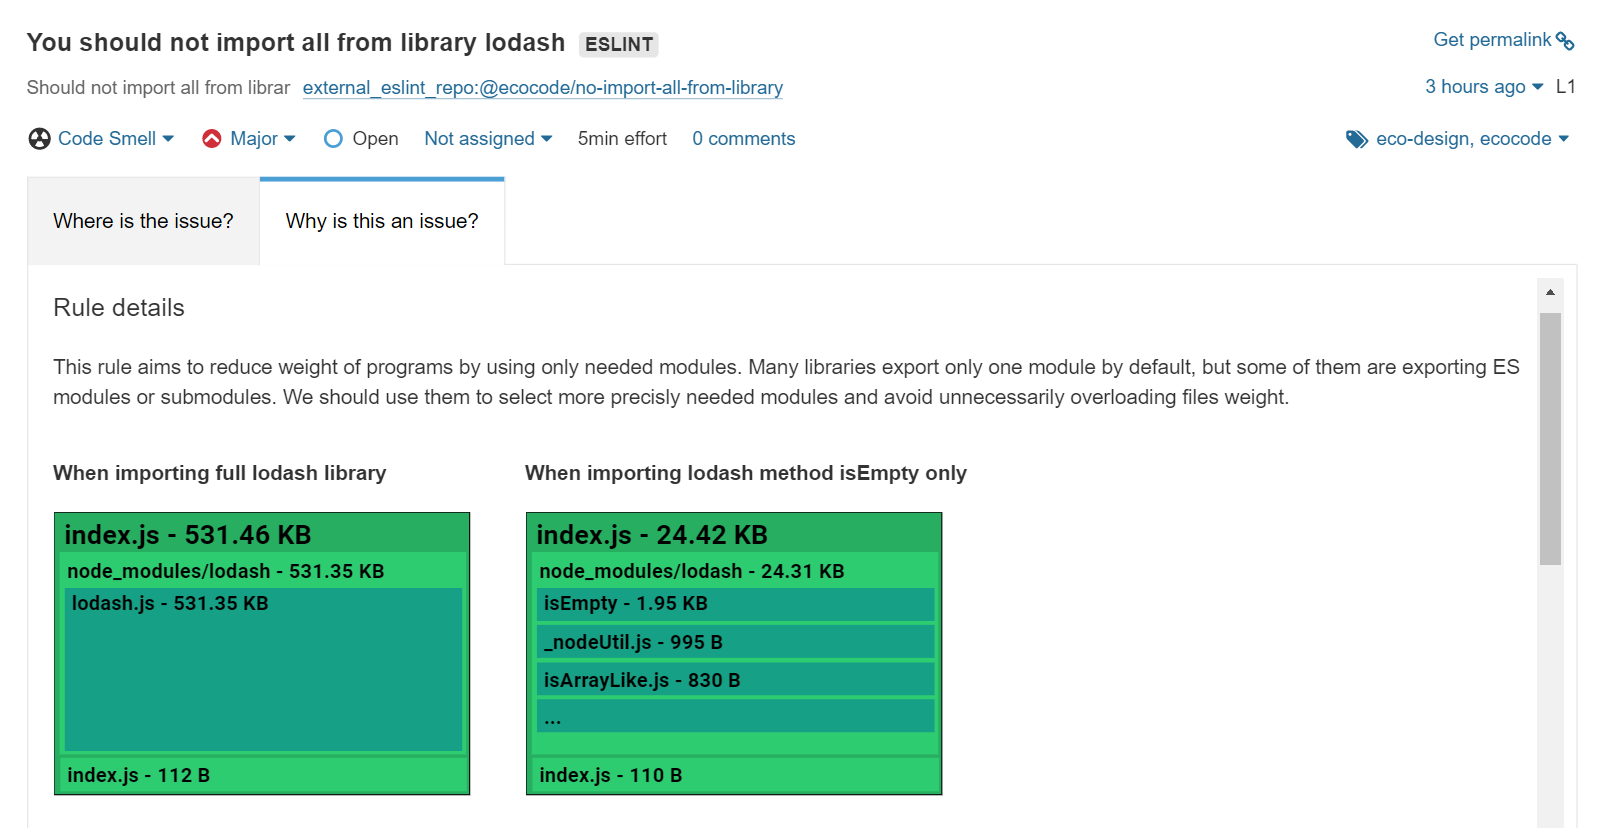 You should not import all from library lodash ESLINT
Get permalink
Should not import all from librar external_eslint_repo:@ecocode/no-import-all-from-library
3 hours ago L1
Code Smell Major Open Not assigned 5min effort 0 comments
eco-design, ecocode
Where is the issue? Why is this an issue?
Rule details
This rule aims to reduce weight of programs by using only needed modules. Many libraries export only one module by default, but some of them are exporting ES
modules or submodules. We should use them to select more precisly needed modules and avoid unnecessarily overloading files weight.
When importing full lodash library
index.js - 531.46 KB
node_modules/lodash - 531.35 KB
lodash.js - 531.35 KB
index.js - 112 B
When importing lodash method isEmpty only
index.js - 24.42 KB
node_modules/lodash - 24.31 KB
isEmpty - 1.95 KB
_nodeUtil.js - 995 B
isArrayLike.js - 830 B
...
index.js - 110 B